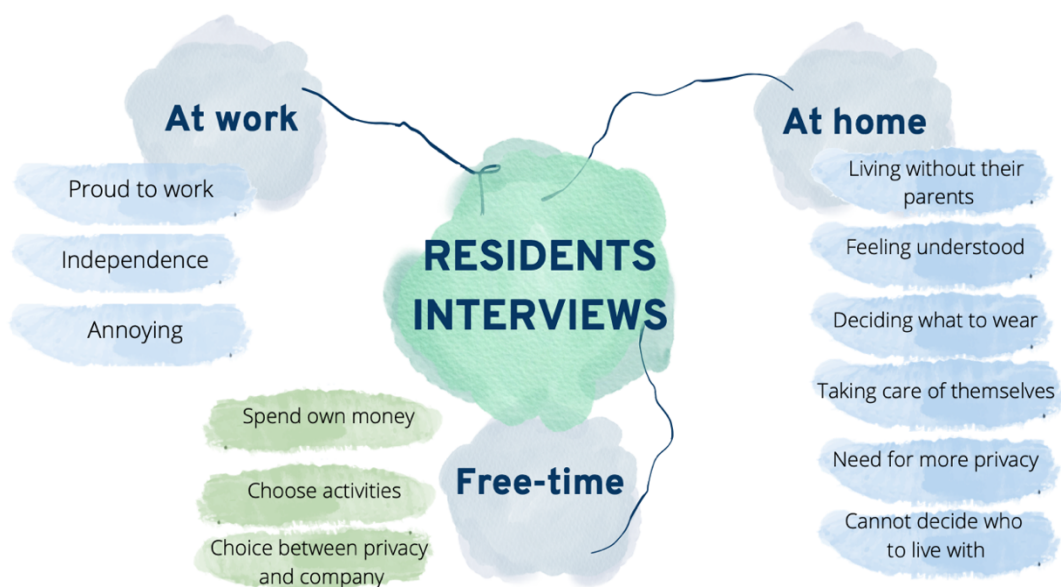 At work
Proud to work
Independence
Annoying
RESIDENTS
INTERVIEWS
At home
Living without their
parents
Feeling understood
Deciding what to wear
Taking care of themselves
Need for more privacy
Cannot decide who
to live with
Free-time
Spend own money
Choose activities
Choice between privacy
and company